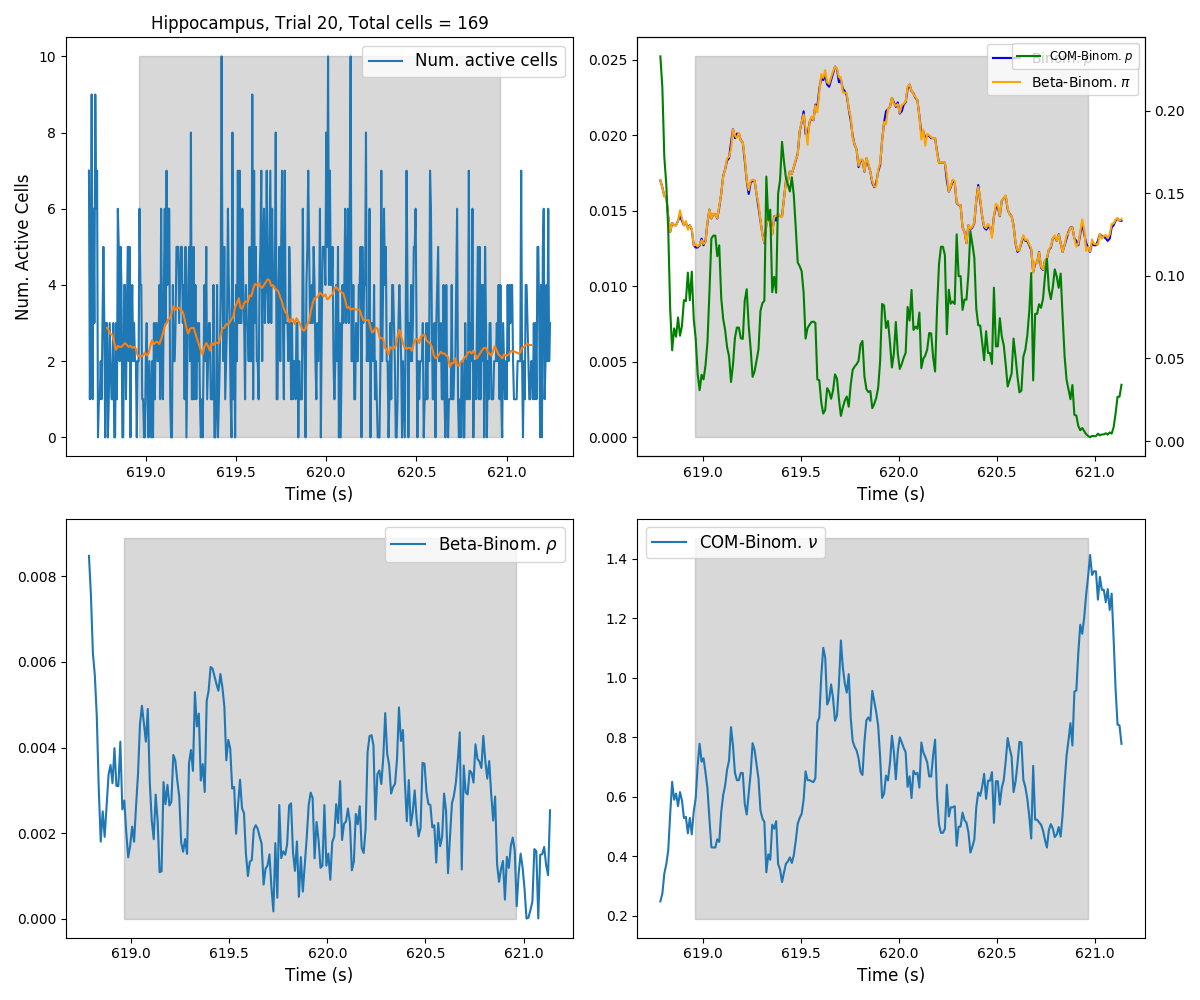 Hippocampus, Trial 20, Total cells = 169
Num. active cells
Num. Active Cells
10
8
6
4
2
0
619.0 619.5 620.0 620.5 621.0
Time (s)
COM-Binom. p
Binom. p
Beta-Binom. π
0.025
0.020
0.015
0.010
0.005
0.000
0.20
0.15
0.10
0.05
0.00
619.0 619.5 620.0 620.5 621.0
Time (s)
Beta-Binom. ρ
0.008
0.006
0.004
0.002
0.000
619.0 619.5 620.0 620.5 621.0
Time (s)
COM-Binom. ν
1.4
1.2
1.0
0.8
0.6
0.4
0.2
619.0 619.5 620.0 620.5 621.0
Time (s)